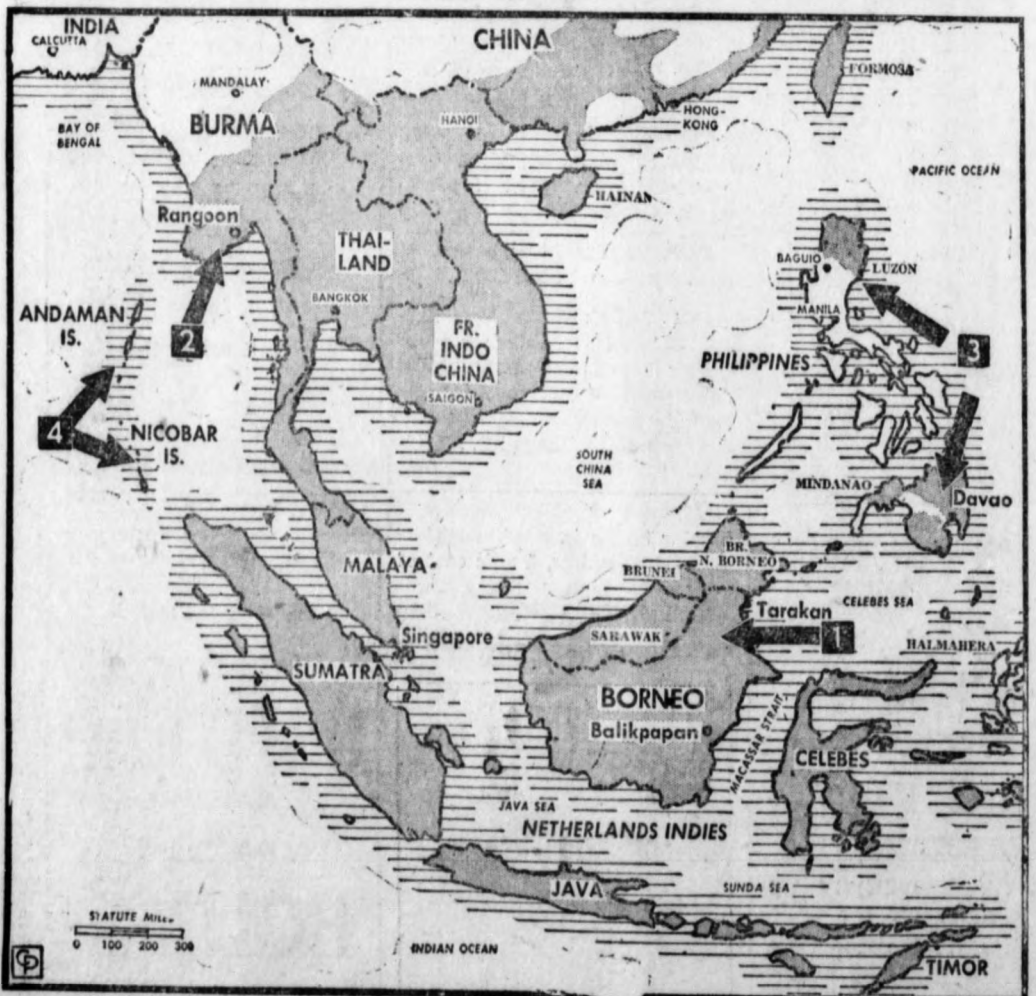 INDIA
CALCUTTA
CHINA
FORMOSA
MANDALAY
BURMA
HANOI
HONG-
KONG
BAY OF
BENGAL
PACIFIC OCEAN
HAINAN
Rangoon
THAI-
LAND
BAGUIO
LUZON
BANGKOK
MANILA
ANDAMAN
IS.
2
FR.
INDO
CHINA
3
PHILIPPINES
SAIGON
4
NICOBAR
IS.
SOUTH
CHINA
SEA
MINDANAO
Davao
MALAYA
BR.
N. BORNEO
BRUNEI
Tarakan
CELEBES SEA
SARAWAK
1
Singapore
HALMAHERA
SUMATRA
BORNEO
Balikpapan
MACASSAR STRAIT
CELEBES
JAVA SEA
NETHERLANDS INDIES
JAVA
SUNDA SEA
STATUTE MILES
0 100 200 300
INDIAN OCEAN
CP
TIMOR